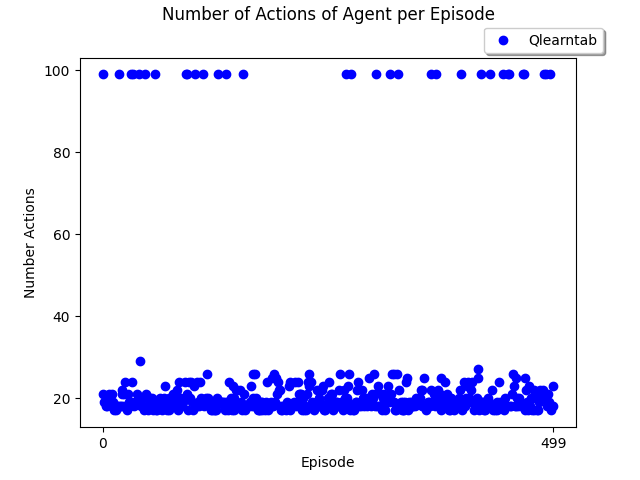 Number of Actions of Agent per Episode
Qlearntab
100
80
60
40
20
Number Actions
0
499
Episode